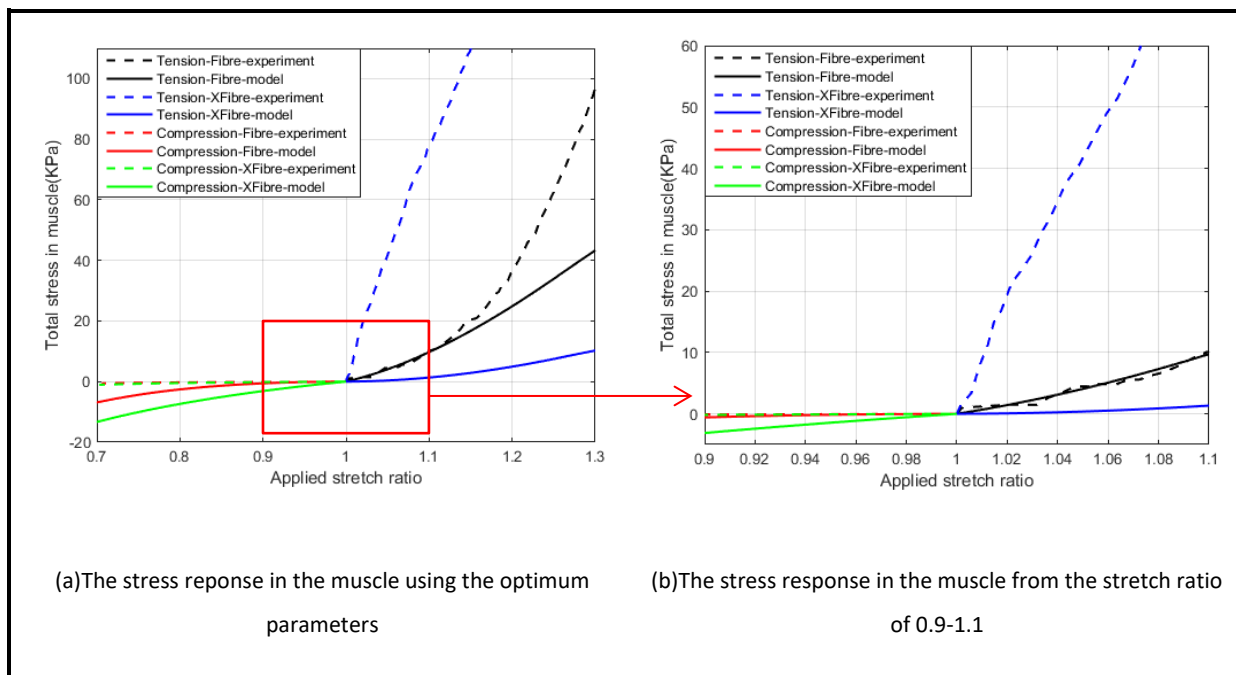 Tension-Fibre-experiment
Tension-Fibre-model
Tension-XFibre-experiment
Tension-XFibre-model
Compression-Fibre-experiment
Compression-Fibre-model
Compression-XFibre-experiment
Compression-XFibre-model
Total stress in muscle(KPa)
100
80
60
40
20
0
-20
0.7 0.8 0.9 1 1.1 1.2 1.3
Applied stretch ratio
Tension-Fibre-experiment
Tension-Fibre-model
Tension-XFibre-experiment
Tension-XFibre-model
Compression-Fibre-experiment
Compression-Fibre-model
Compression-XFibre-experiment
Compression-XFibre-model
Total stress in muscle(KPa)
60
50
40
30
20
10
0
0.9 0.92 0.94 0.96 0.98 1 1.02 1.04 1.06 1.08 1.1
Applied stretch ratio
(a)The stress reponse in the muscle using the optimum
parameters
(b)The stress response in the muscle from the stretch ratio
of 0.9-1.1